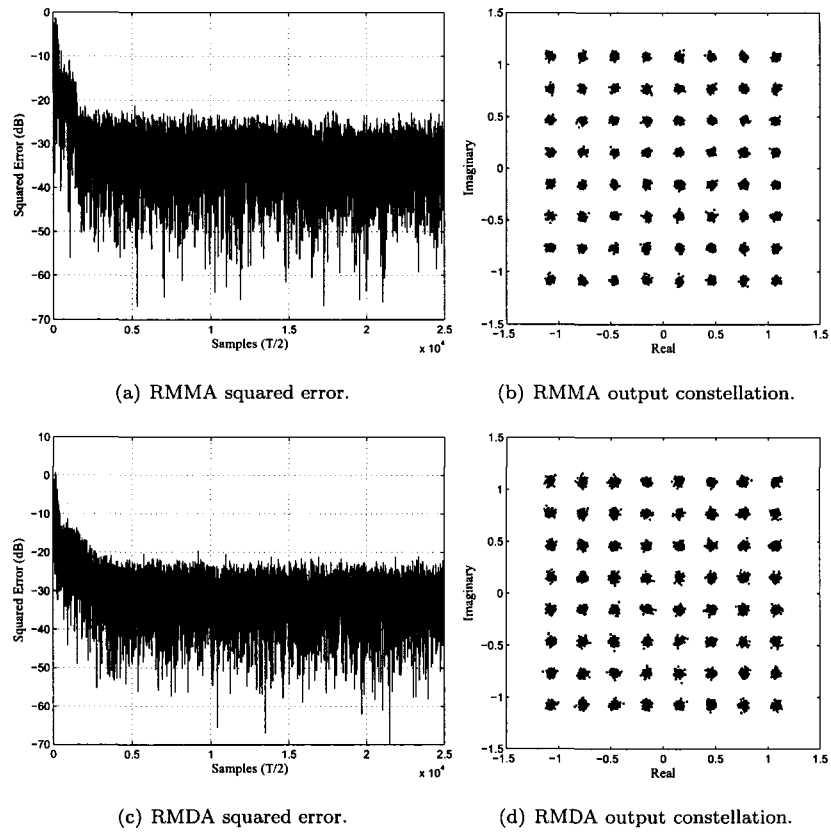 0
−10
−20
−30
−40
−50
−60
−70
Squared Error (dB)
0 0.5 1 1.5 2 2.5
Samples (T/2)
x 10^4
1.5
1
0.5
0
−0.5
−1
−1.5
Imaginary
−1.5 −1 −0.5 0 0.5 1 1.5
Real
(a) RMMA squared error.
(b) RMMA output constellation.
10
0
−10
−20
−30
−40
−50
−60
−70
Squared Error (dB)
0 0.5 1 1.5 2 2.5
Samples (T/2)
x 10^4
1.5
1
0.5
0
−0.5
−1
−1.5
Imaginary
−1.5 −1 −0.5 0 0.5 1 1.5
Real
(c) RMDA squared error.
(d) RMDA output constellation.